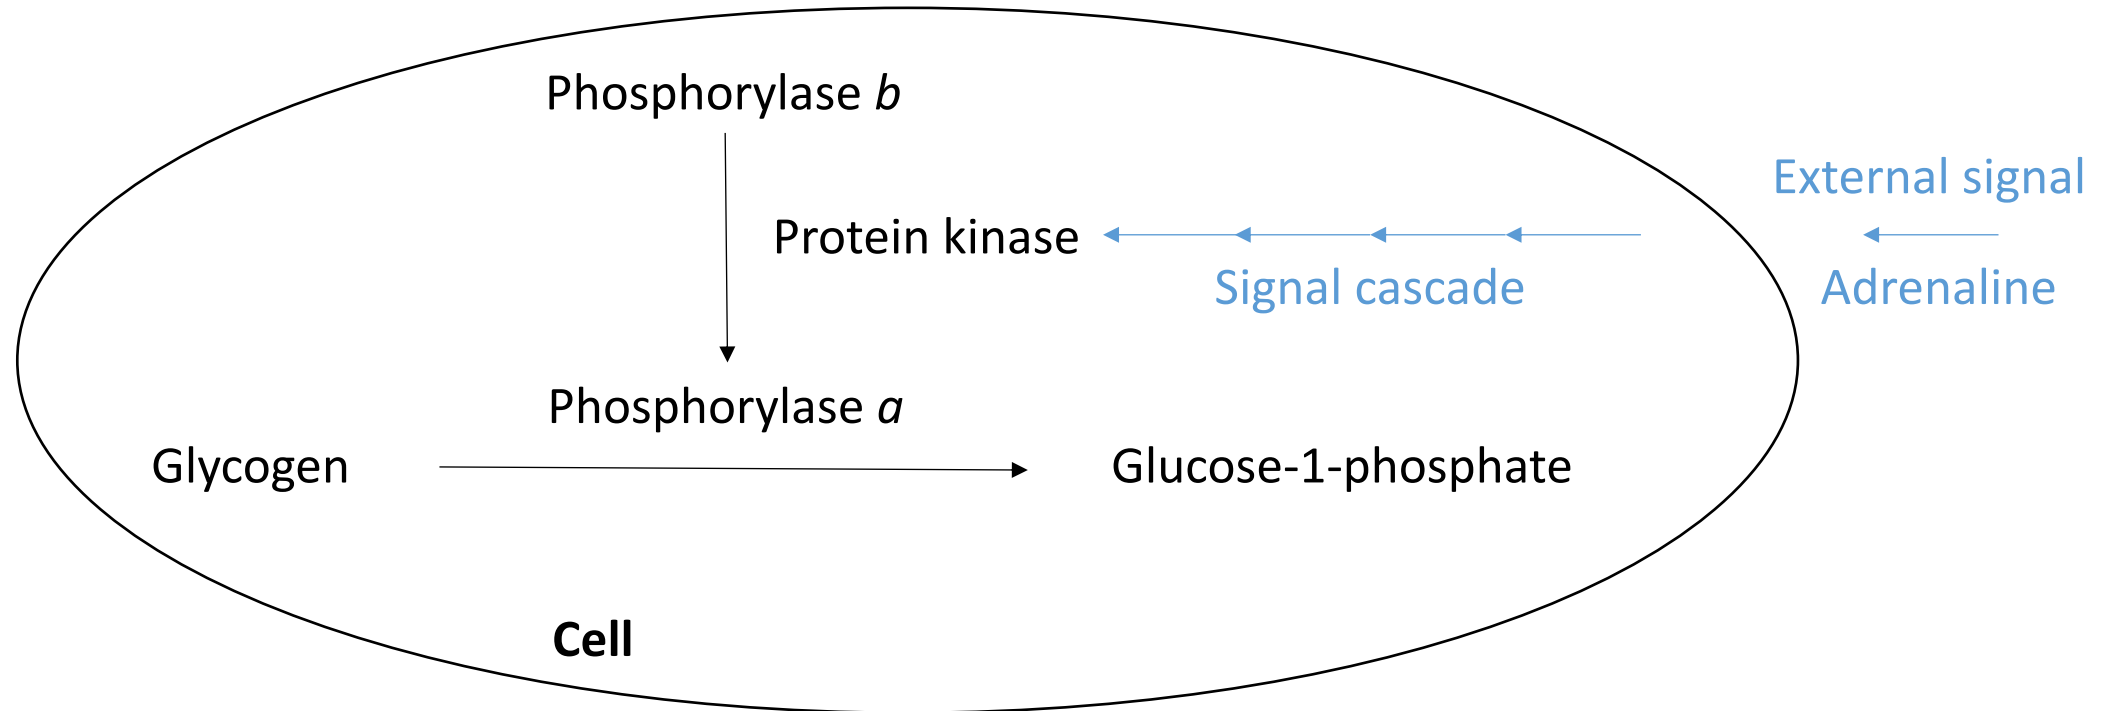 Phosphorylase b
External signal
Protein kinase
Signal cascade
Adrenaline
Phosphorylase a
Glycogen
Glucose-1-phosphate
Cell